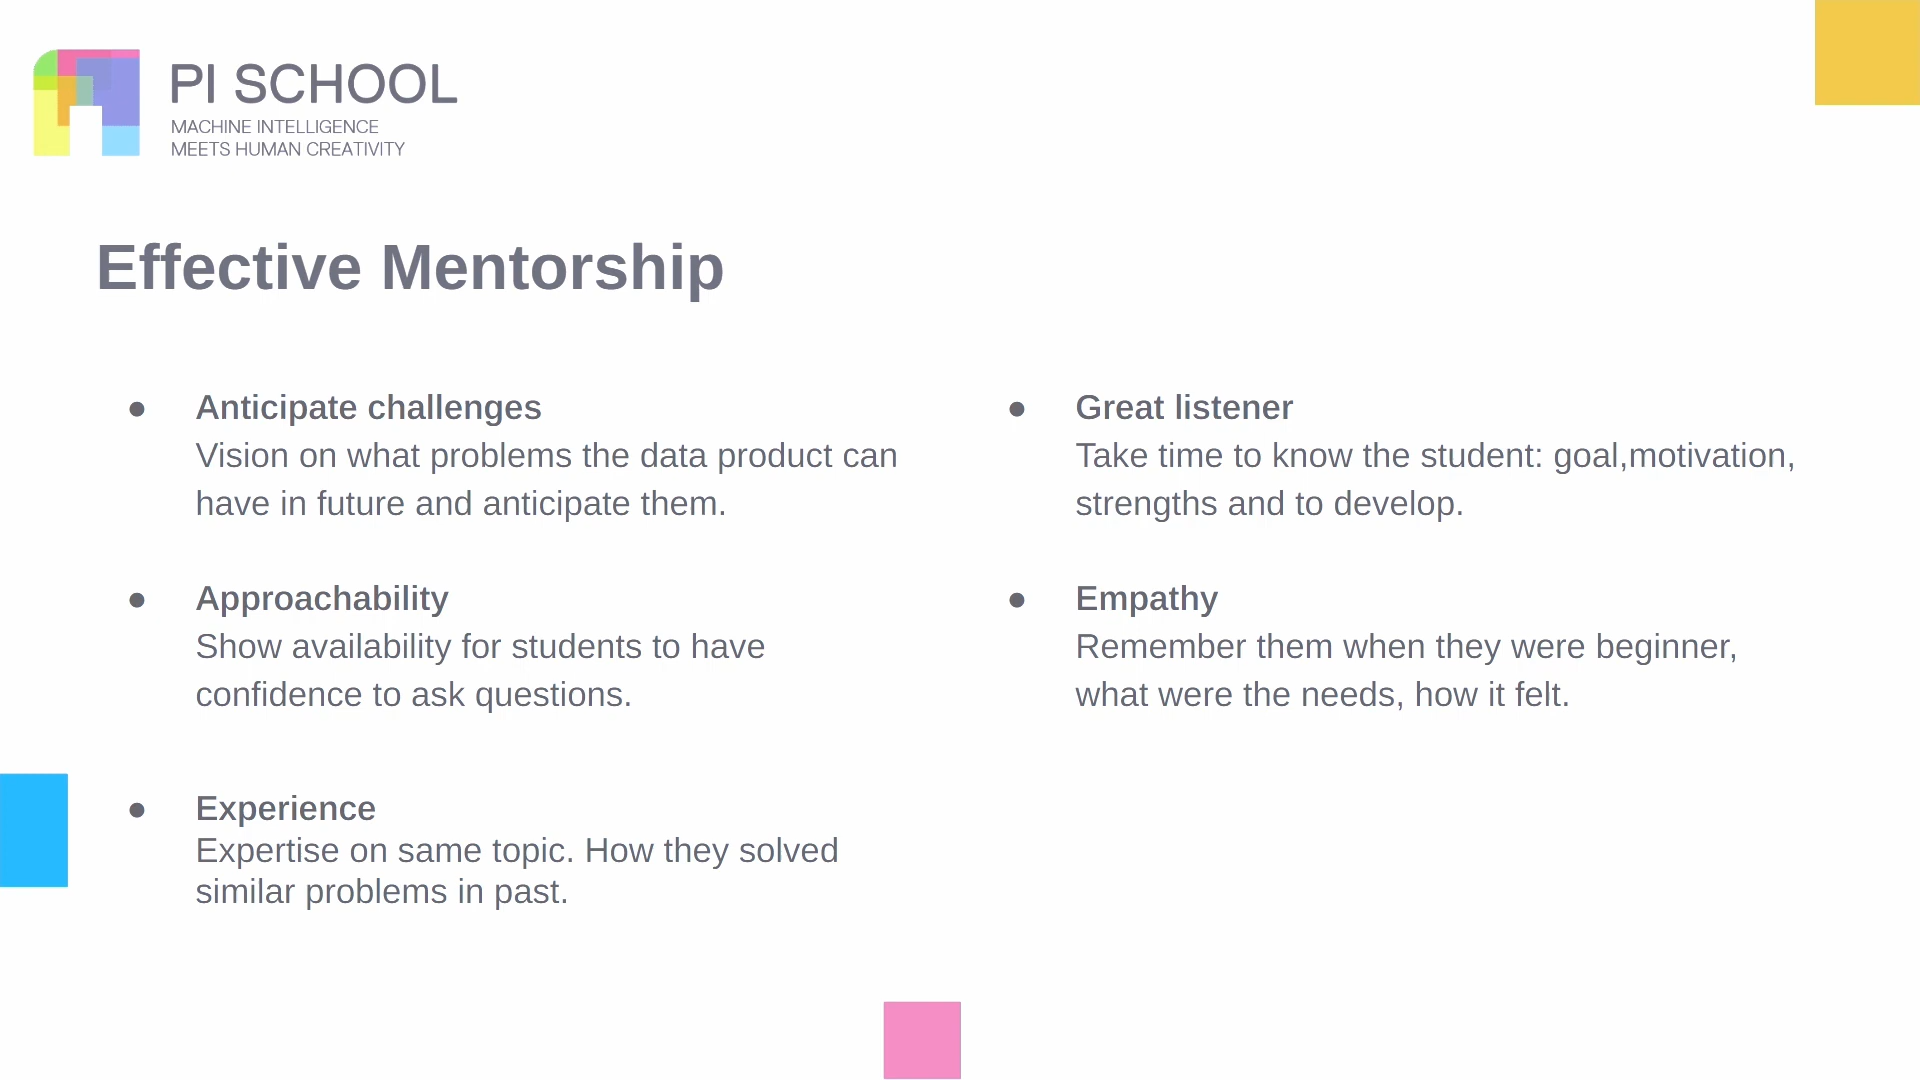 PI SCHOOL
MACHINE INTELLIGENCE
MEETS HUMAN CREATIVITY
Effective Mentorship
● Anticipate challenges
Vision on what problems the data product can
have in future and anticipate them.
● Approachability
Show availability for students to have
confidence to ask questions.
● Experience
Expertise on same topic. How they solved
similar problems in past.
● Great listener
Take time to know the student: goal,motivation,
strengths and to develop.
● Empathy
Remember them when they were beginner,
what were the needs, how it felt.